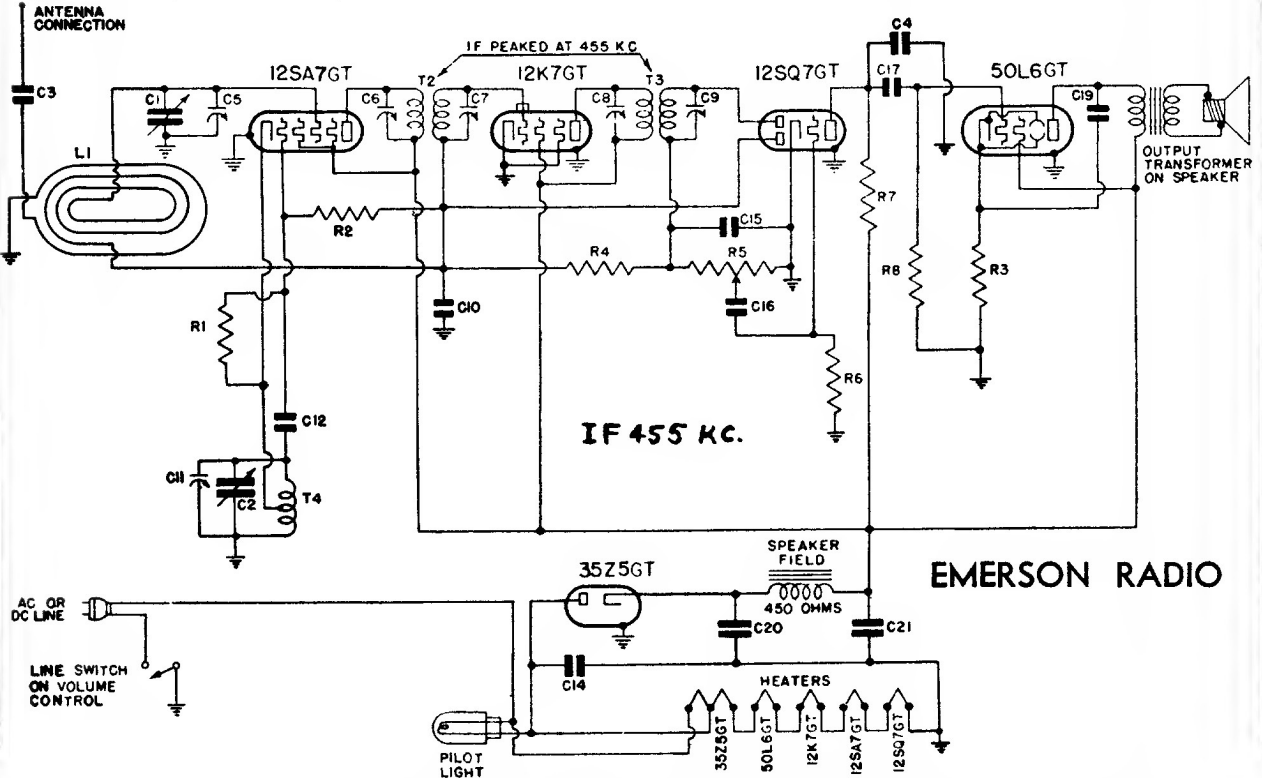 ANTENNA
CONNECTION
C3
C1
C5
L1
12SA7GT
C6
T2
IF PEAKED AT 455 KC
C7
12K7GT
C8
T3
C9
12SQ7GT
C4
C17
50L6GT
C19
OUTPUT
TRANSFORMER
ON SPEAKER
R2
R4
C15
R5
C16
R7
R8
R3
R1
C10
R6
C12
IF 455 KC.
C11
C2
T4
SPEAKER
FIELD
450 OHMS
35Z5GT
EMERSON RADIO
AC OR
DC LINE
C20
C21
LINE SWITCH
ON VOLUME
CONTROL
C14
HEATERS
35Z5GT
50L6GT
12K7GT
12SA7GT
12SQ7GT
PILOT
LIGHT